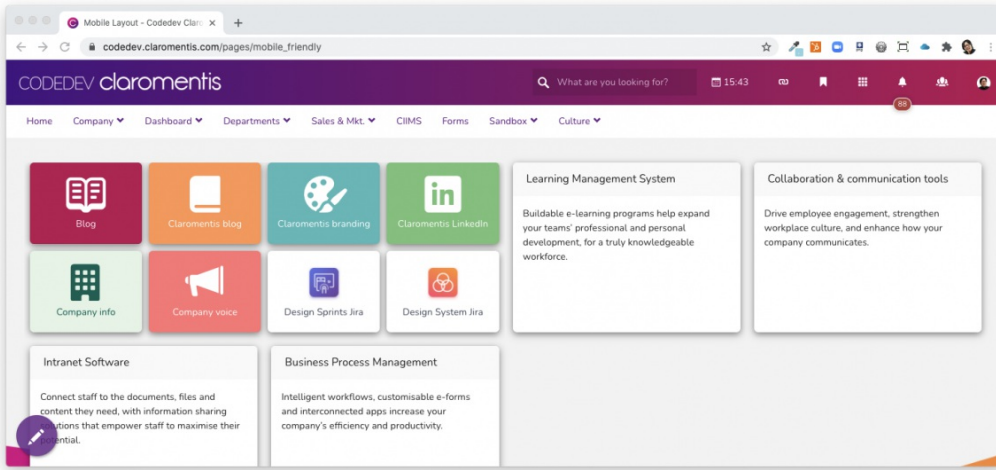 Mobile Layout - Codedev Claro
codedev.claromentis.com/pages/mobile_friendly
CODEDEV claromentis
What are you looking for?
15:43
88
Home Company Dashboard Departments Sales & Mkt. CIIMS Forms Sandbox Culture
Blog
Claromentis blog
Claromentis branding
Claromentis LinkedIn
Company info
Company voice
Design Sprints Jira
Design System Jira
Learning Management System
Buildable e-learning programs help expand
your teams' professional and personal
development, for a truly knowledgeable
workforce.
Collaboration & communication tools
Drive employee engagement, strengthen
workplace culture, and enhance how your
company communicates.
Intranet Software
Connect staff to the documents, files and
content they need, with information sharing
solutions that empower staff to maximise their
potential.
Business Process Management
Intelligent workflows, customisable e-forms
and interconnected apps increase your
company's efficiency and productivity.